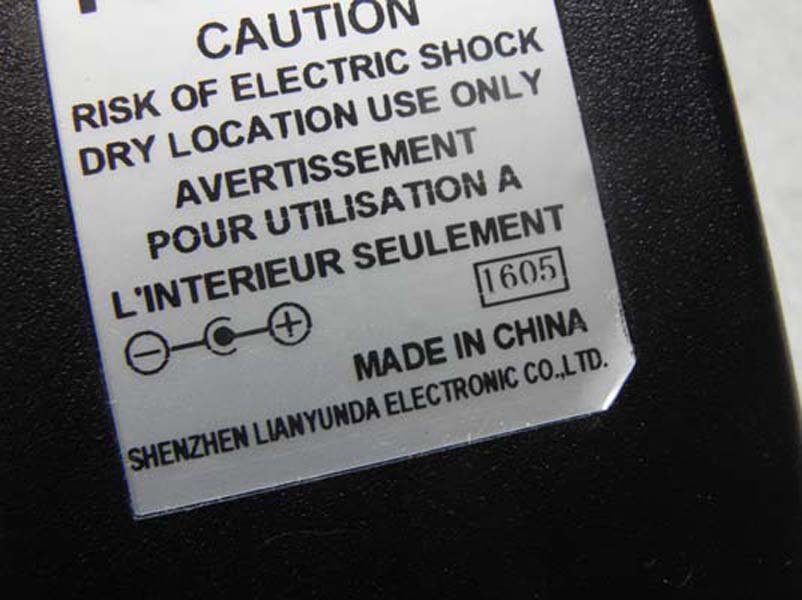 CAUTION
RISK OF ELECTRIC SHOCK
DRY LOCATION USE ONLY
AVERTISSEMENT
POUR UTILISATION A
L'INTERIEUR SEULEMENT
1605
MADE IN CHINA
SHENZHEN LIANYUNDA ELECTRONIC CO.,LTD.